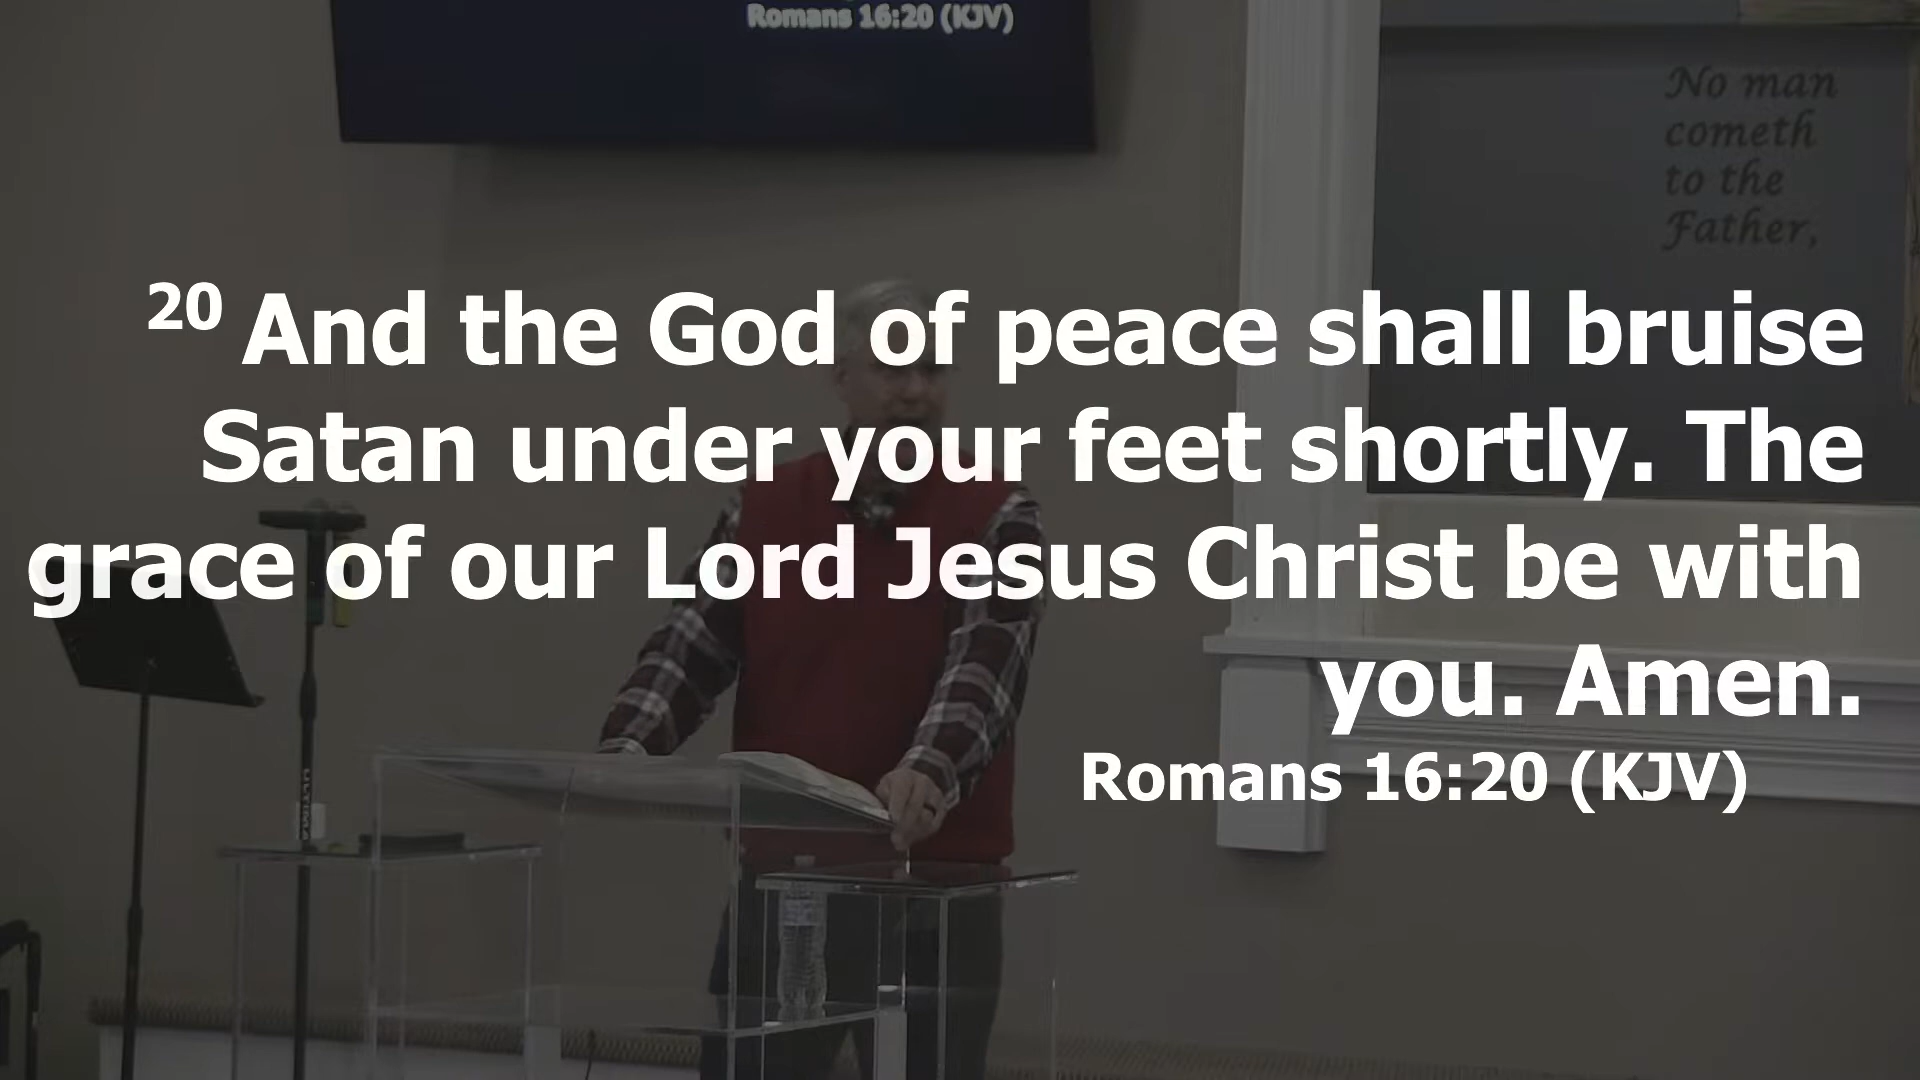 Romans 16:20 (KJV)
No man
cometh
to the
Father,
20 And the God of peace shall bruise
Satan under your feet shortly. The
grace of our Lord Jesus Christ be with
you. Amen.
Romans 16:20 (KJV)